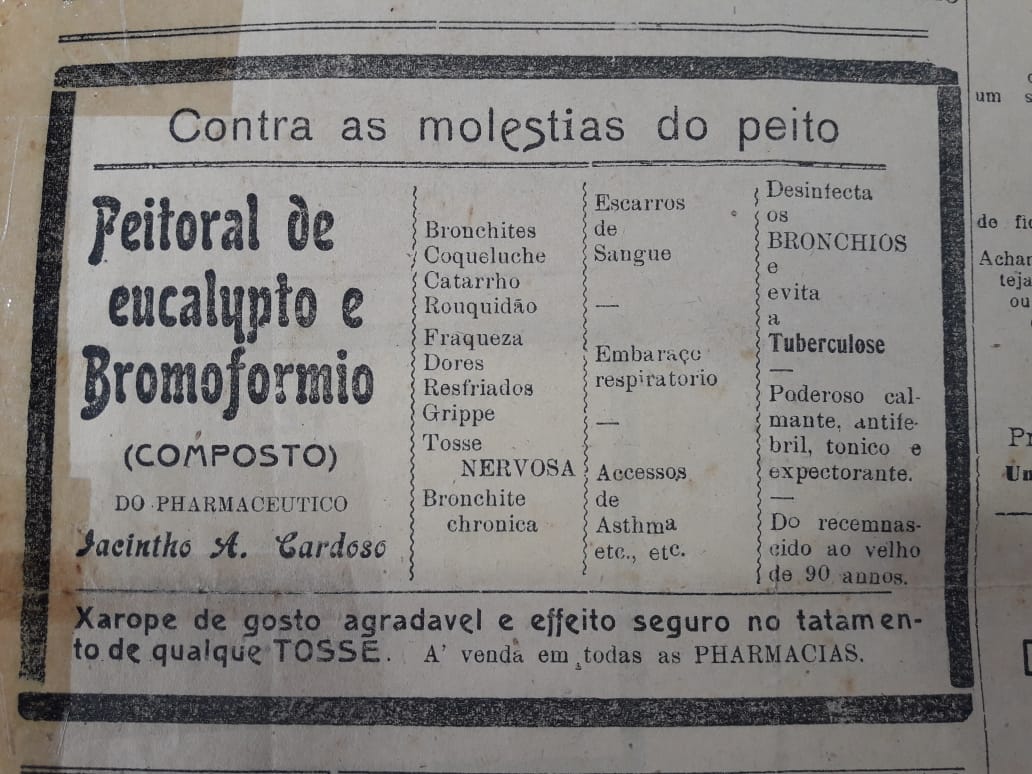 Contra as molestias do peito
Peitoral de
eucalypto e
Bromoformio
(COMPOSTO)
DO PHARMACEUTICO
Jacintho A. Cardoso
Bronchites
Coqueluche
Catarrho
Rouquidão
Fraqueza
Dores
Resfriados
Grippe
Tosse
NERVOSA
Bronchite
chronica
Escarros
de
Sangue
—
Embaraço
respiratorio
—
Accessos
de
Asthma
etc., etc.
Desinfecta
os
BRONCHIOS
e
evita
a
Tuberculose
—
Poderoso cal-
mante, antife-
bril, tonico e
expectorante.
—
Do recemnas-
cido ao velho
de 90 annos.
Xarope de gosto agradavel e effeito seguro no tatamen-
to de qualque TOSSE. A' venda em todas as PHARMACIAS.
um s
de fi
Achar
teja
ou
Pr
Un